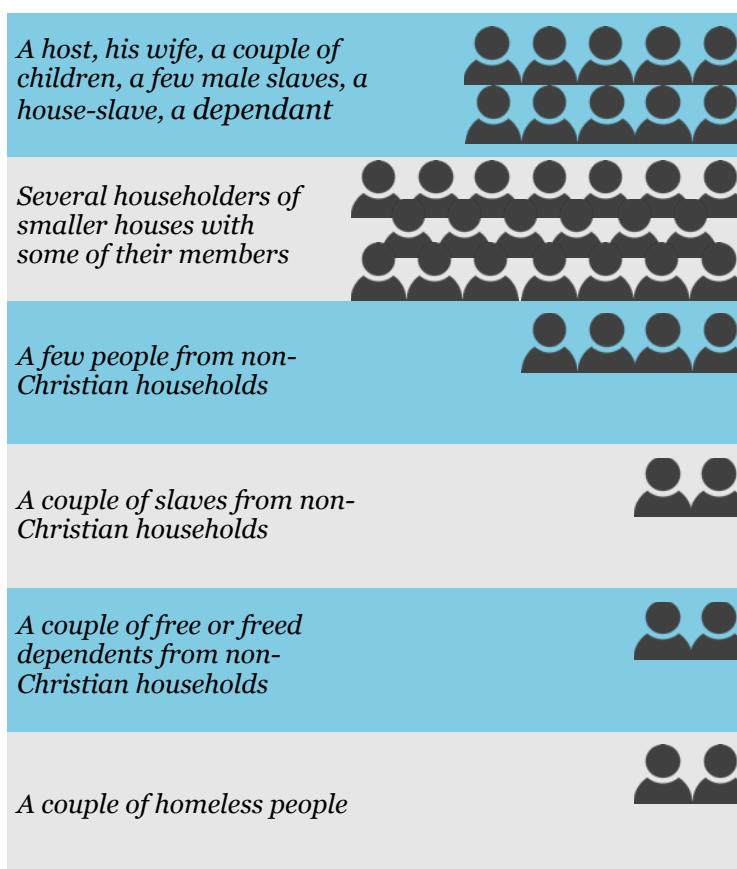 A host, his wife, a couple of
children, a few male slaves, a
house-slave, a dependant
Several householders of
smaller houses with
some of their members
A few people from non-
Christian households
A couple of slaves from non-
Christian households
A couple of free or freed
dependents from non-
Christian households
A couple of homeless people